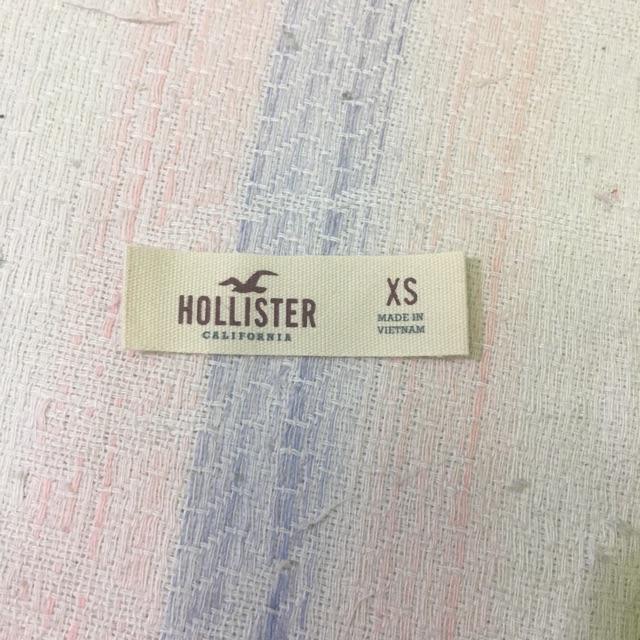 HOLLISTER
CALIFORNIA
XS
MADE IN
VIETNAM